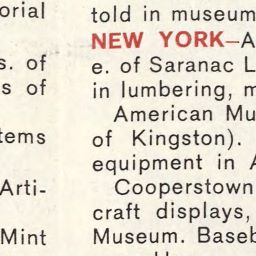 orial
s. of
s of
tems
Arti-
Mint
told in museum
NEW YORK—A
e. of Saranac L
in lumbering, m
American Mu
of Kingston).
equipment in A
Cooperstown
craft displays,
Museum. Baseb